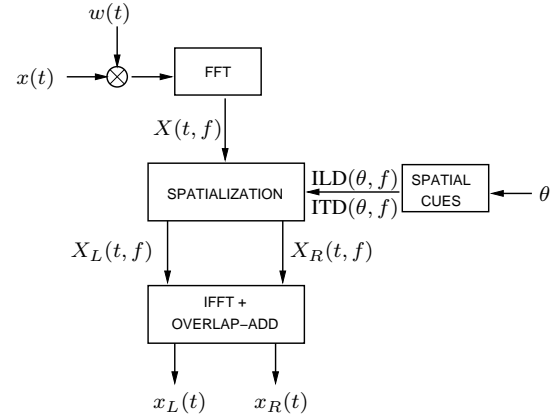 w(t)
x(t)
FFT
X(t, f)
SPATIALIZATION
ILD(θ, f)
ITD(θ, f)
SPATIAL
CUES
θ
X_L(t, f)
X_R(t, f)
IFFT +
OVERLAP–ADD
x_L(t)
x_R(t)